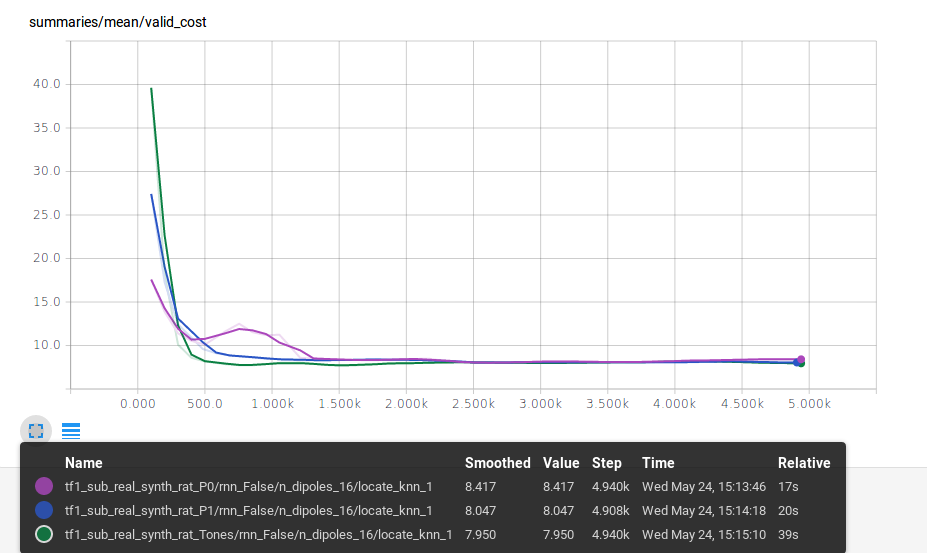 summaries/mean/valid_cost
40.0
35.0
30.0
25.0
20.0
15.0
10.0
0.000 500.0 1.000k 1.500k 2.000k 2.500k 3.000k 3.500k 4.000k 4.500k 5.000k
Name Smoothed Value Step Time Relative
tf1_sub_real_synth_rat_P0/rnn_False/n_dipoles_16/locate_knn_1 8.417 8.417 4.940k Wed May 24, 15:13:46 17s
tf1_sub_real_synth_rat_P1/rnn_False/n_dipoles_16/locate_knn_1 8.047 8.047 4.908k Wed May 24, 15:14:18 20s
tf1_sub_real_synth_rat_Tones/rnn_False/n_dipoles_16/locate_knn_1 7.950 7.950 4.940k Wed May 24, 15:15:10 39s